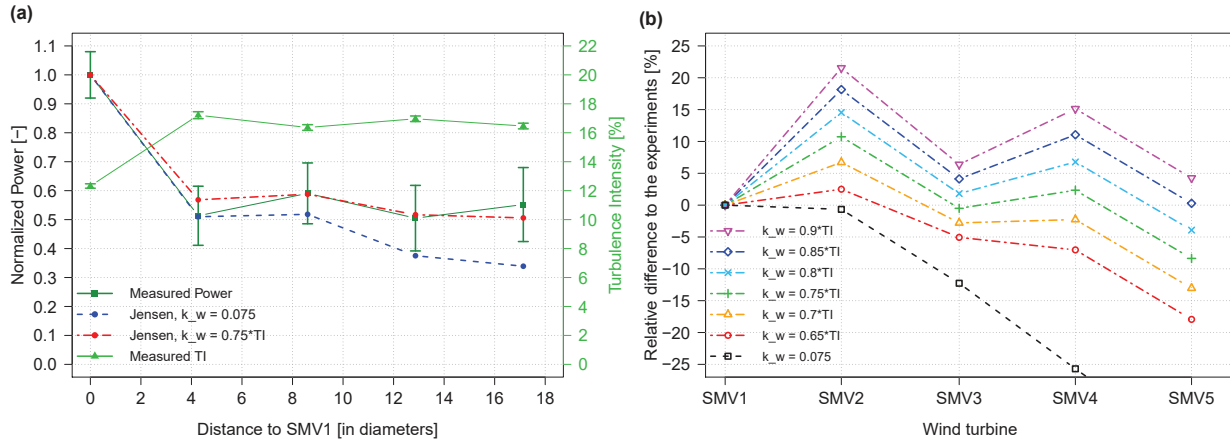 (a)
Normalized Power [−]
1.1
1.0
0.9
0.8
0.7
0.6
0.5
0.4
0.3
0.2
0.1
0.0
22
20
18
16
14
12
10
8
6
4
2
0
Turbulence Intensity [%]
Measured Power
Jensen, k_w = 0.075
Jensen, k_w = 0.75*TI
Measured TI
0 2 4 6 8 10 12 14 16 18
Distance to SMV1 [in diameters]
(b)
Relative difference to the experiments [%]
25
20
15
10
5
0
−5
−10
−15
−20
−25
k_w = 0.9*TI
k_w = 0.85*TI
k_w = 0.8*TI
k_w = 0.75*TI
k_w = 0.7*TI
k_w = 0.65*TI
k_w = 0.075
SMV1 SMV2 SMV3 SMV4 SMV5
Wind turbine